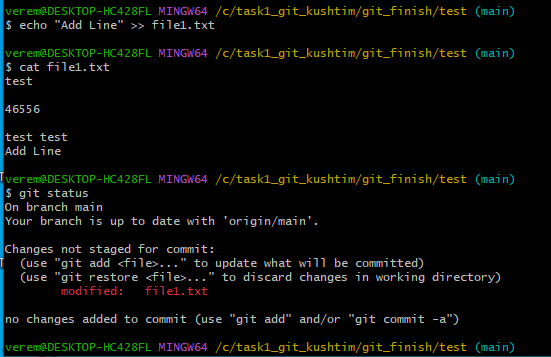 verem@DESKTOP-HC428FL MINGW64 /c/task1_git_kushtim/git_finish/test (main)
$ echo "Add Line" >> file1.txt

verem@DESKTOP-HC428FL MINGW64 /c/task1_git_kushtim/git_finish/test (main)
$ cat file1.txt
test

46556

test test
Add Line

verem@DESKTOP-HC428FL MINGW64 /c/task1_git_kushtim/git_finish/test (main)
$ git status
On branch main
Your branch is up to date with 'origin/main'.

Changes not staged for commit:
  (use "git add <file>..." to update what will be committed)
  (use "git restore <file>..." to discard changes in working directory)
        modified:   file1.txt

no changes added to commit (use "git add" and/or "git commit -a")

verem@DESKTOP-HC428FL MINGW64 /c/task1_git_kushtim/git_finish/test (main)